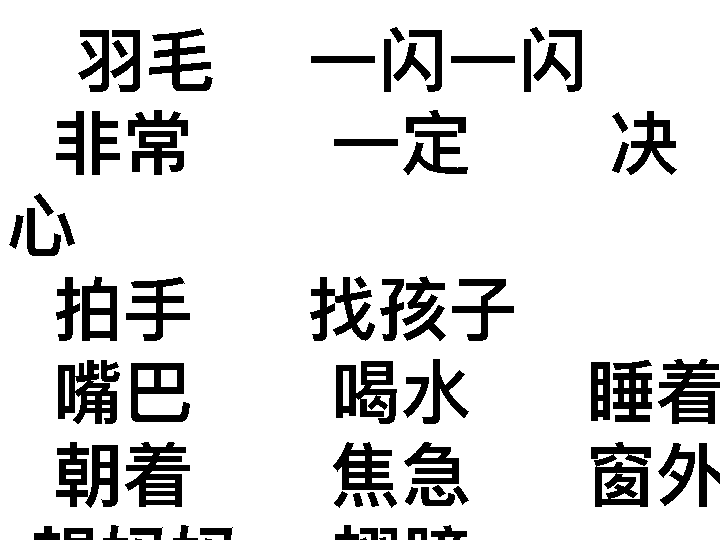 羽毛 一闪一闪
非常 一定 决
心
拍手 找孩子
嘴巴 喝水 睡着
朝着 焦急 窗外